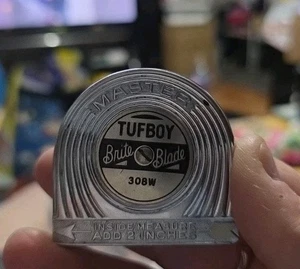 MASTER
TUFBOY
Brite Blade
308W
INSIDE MEASURE
ADD 2 INCHES